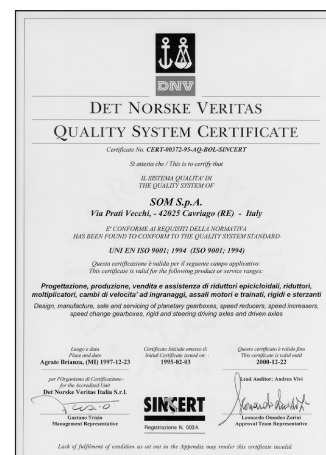 DNV
DET NORSKE VERITAS
QUALITY SYSTEM CERTIFICATE
Certificate No. CERT-00372-95-AQ-BOL-SINCERT
Si attesta che / This is to certify that
IL SISTEMA QUALITA' DI
THE QUALITY SYSTEM OF
SOM S.p.A.
Via Prati Vecchi, - 42025 Cavriago (RE) - Italy
E' CONFORME AI REQUISITI DELLA NORMATIVA
HAS BEEN FOUND TO CONFORM TO THE QUALITY SYSTEM STANDARD:
UNI EN ISO 9001; 1994 (ISO 9001; 1994)
Questa certificazione è valida per il seguente campo applicativo:
This certificate is valid for the following product or service ranges:
Progettazione, produzione, vendita e assistenza di riduttori epicicloidali, riduttori,
moltiplicatori, cambi di velocita' ad ingranaggi, assali motori e trainati, rigidi e sterzanti
Design, manufacture, sale and servicing of planetary gearboxes, speed reducers, speed increasers,
speed change gearboxes, rigid and steering driving axles and driven axles
Luogo e data
Place and date
Agrate Brianza, (MI) 1997-12-23
Certificato Iniziale emesso il:
Initial Certificate issued on:
1995-02-03
Questo certificato è valido fino
This certificate is valid until
2000-12-22
per l'Organismo di Certificazione
for the Accredited Unit
Det Norske Veritas Italia S.r.l.
Gaetano Trizio
Management Representative
SINCERT
Registrazione N. 003A
Lead Auditor: Andrea Vivi
Leonardo Omodeo Zorini
Approval Team Representative
Lack of fulfilment of condition as set out in the Appendix may render this certificate invalid